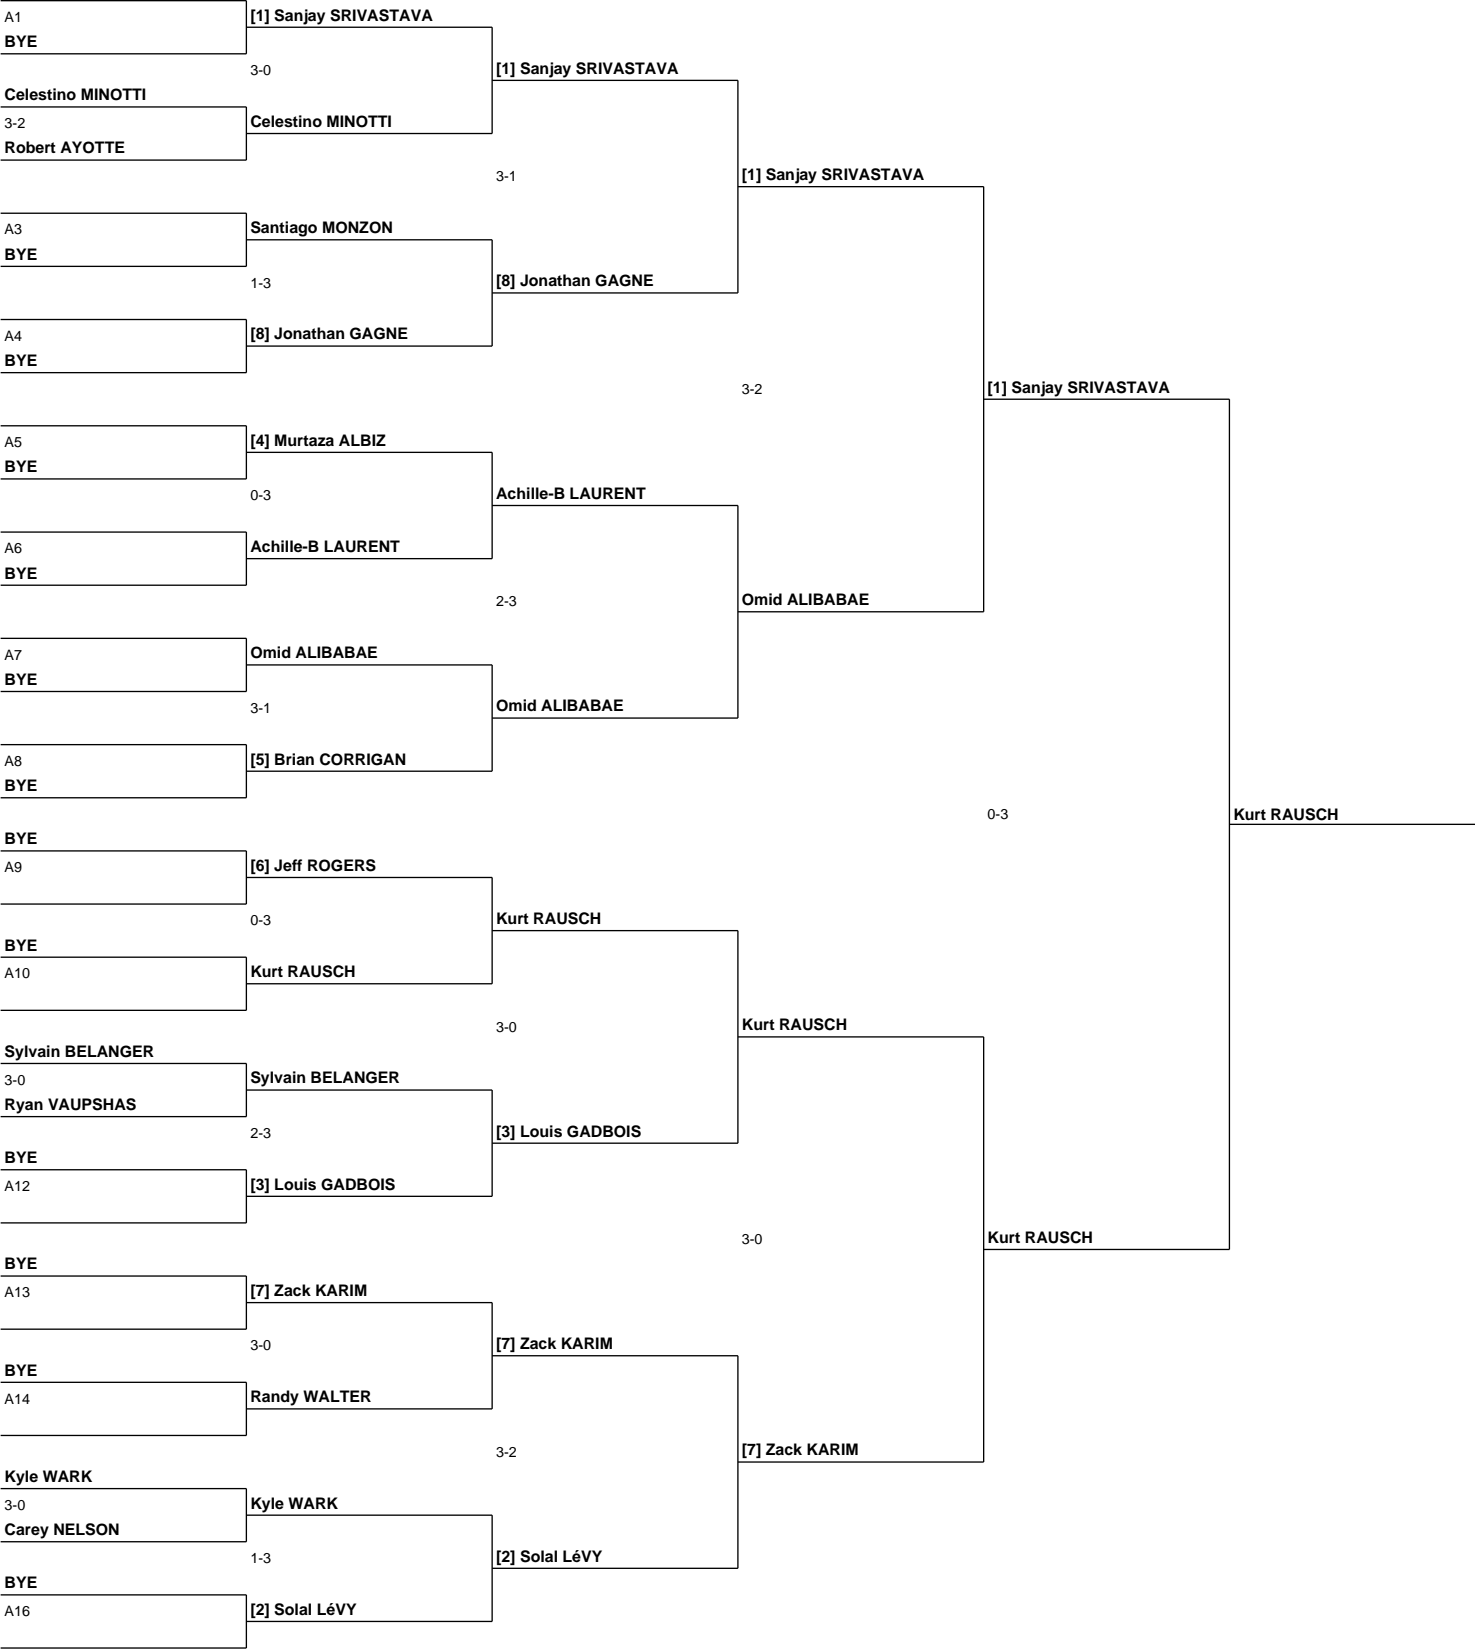 A1
BYE
[1] Sanjay SRIVASTAVA
3-0
Celestino MINOTTI
3-2
Robert AYOTTE
Celestino MINOTTI
[1] Sanjay SRIVASTAVA
3-1
A3
BYE
Santiago MONZON
1-3
A4
BYE
[8] Jonathan GAGNE
[8] Jonathan GAGNE
[1] Sanjay SRIVASTAVA
3-2
A5
BYE
[4] Murtaza ALBIZ
0-3
A6
BYE
Achille-B LAURENT
Achille-B LAURENT
2-3
A7
BYE
Omid ALIBABAE
3-1
A8
BYE
[5] Brian CORRIGAN
Omid ALIBABAE
Omid ALIBABAE
[1] Sanjay SRIVASTAVA
0-3
Kurt RAUSCH
BYE
A9
[6] Jeff ROGERS
0-3
BYE
A10
Kurt RAUSCH
Kurt RAUSCH
3-0
Sylvain BELANGER
3-0
Ryan VAUPSHAS
Sylvain BELANGER
2-3
BYE
A12
[3] Louis GADBOIS
[3] Louis GADBOIS
Kurt RAUSCH
3-0
Kurt RAUSCH
BYE
A13
[7] Zack KARIM
3-0
BYE
A14
Randy WALTER
[7] Zack KARIM
3-2
[7] Zack KARIM
Kyle WARK
3-0
Carey NELSON
Kyle WARK
1-3
BYE
A16
[2] Solal LéVY
[2] Solal LéVY